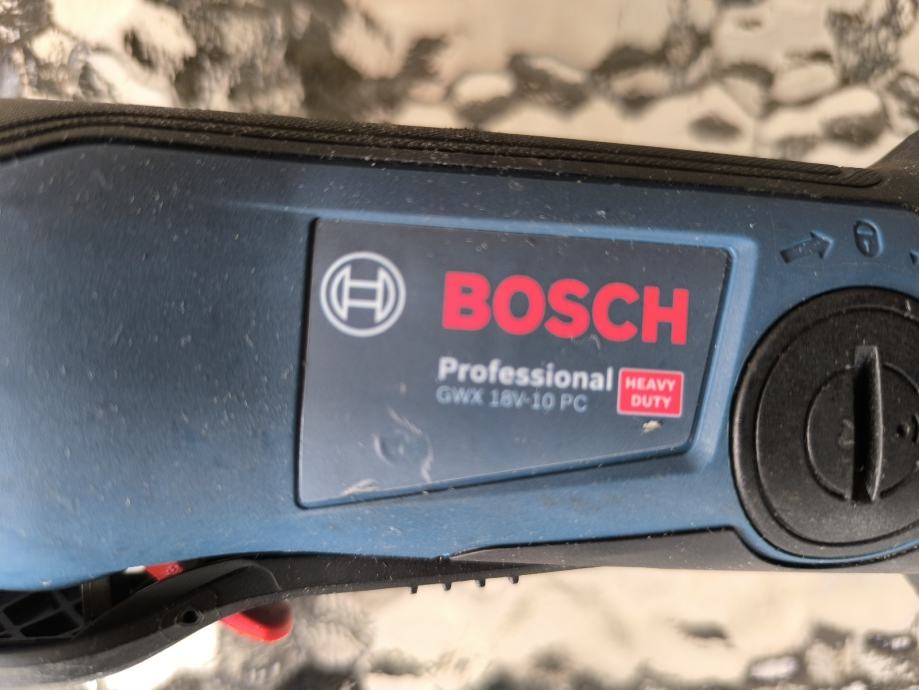 BOSCH
Professional
GWX 18V-10 PC
HEAVY
DUTY